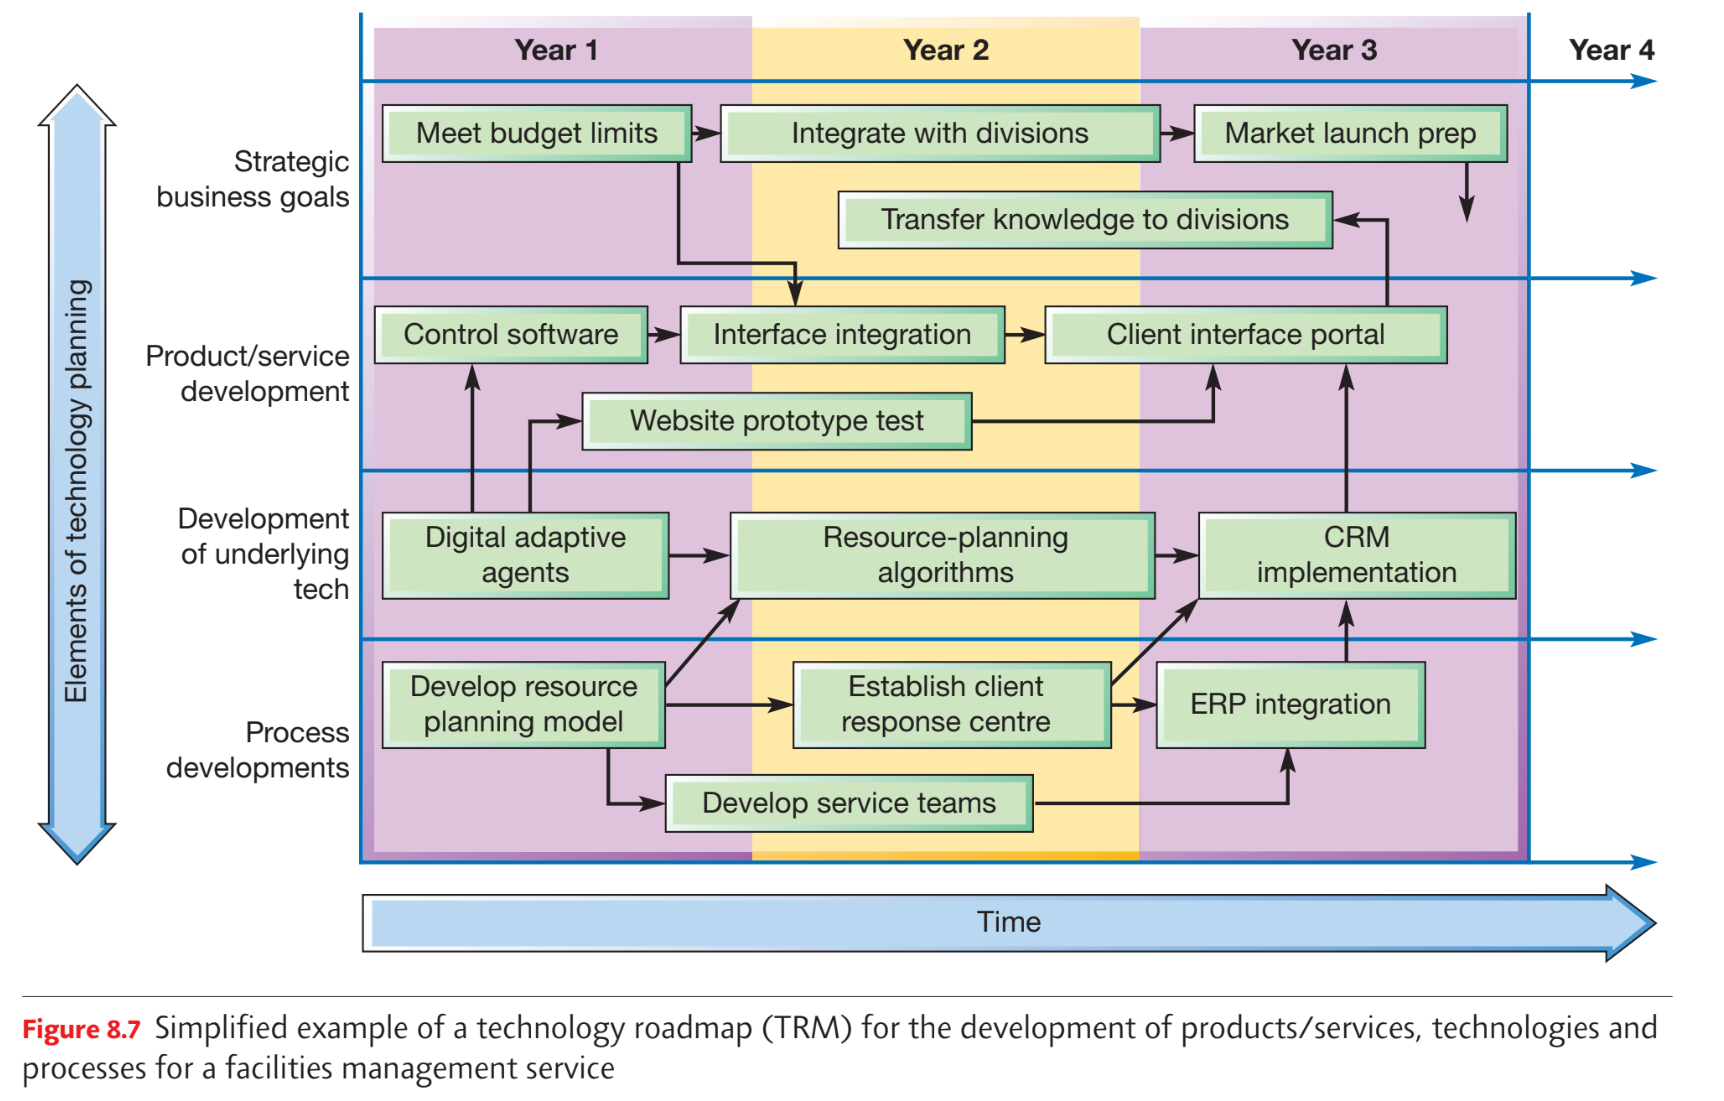 Year 1
Year 2
Year 3
Year 4
Elements of technology planning
Strategic
business goals
Meet budget limits
Integrate with divisions
Market launch prep
Transfer knowledge to divisions
Product/service
development
Control software
Interface integration
Client interface portal
Website prototype test
Development
of underlying
tech
Digital adaptive
agents
Resource-planning
algorithms
CRM
implementation
Process
developments
Develop resource
planning model
Establish client
response centre
ERP integration
Develop service teams
Time
Figure 8.7 Simplified example of a technology roadmap (TRM) for the development of products/services, technologies and
processes for a facilities management service